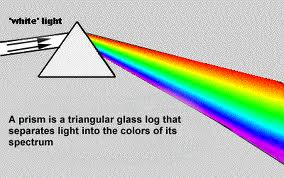 "white" light
A prism is a triangular glass log that
separates light into the colors of its
spectrum